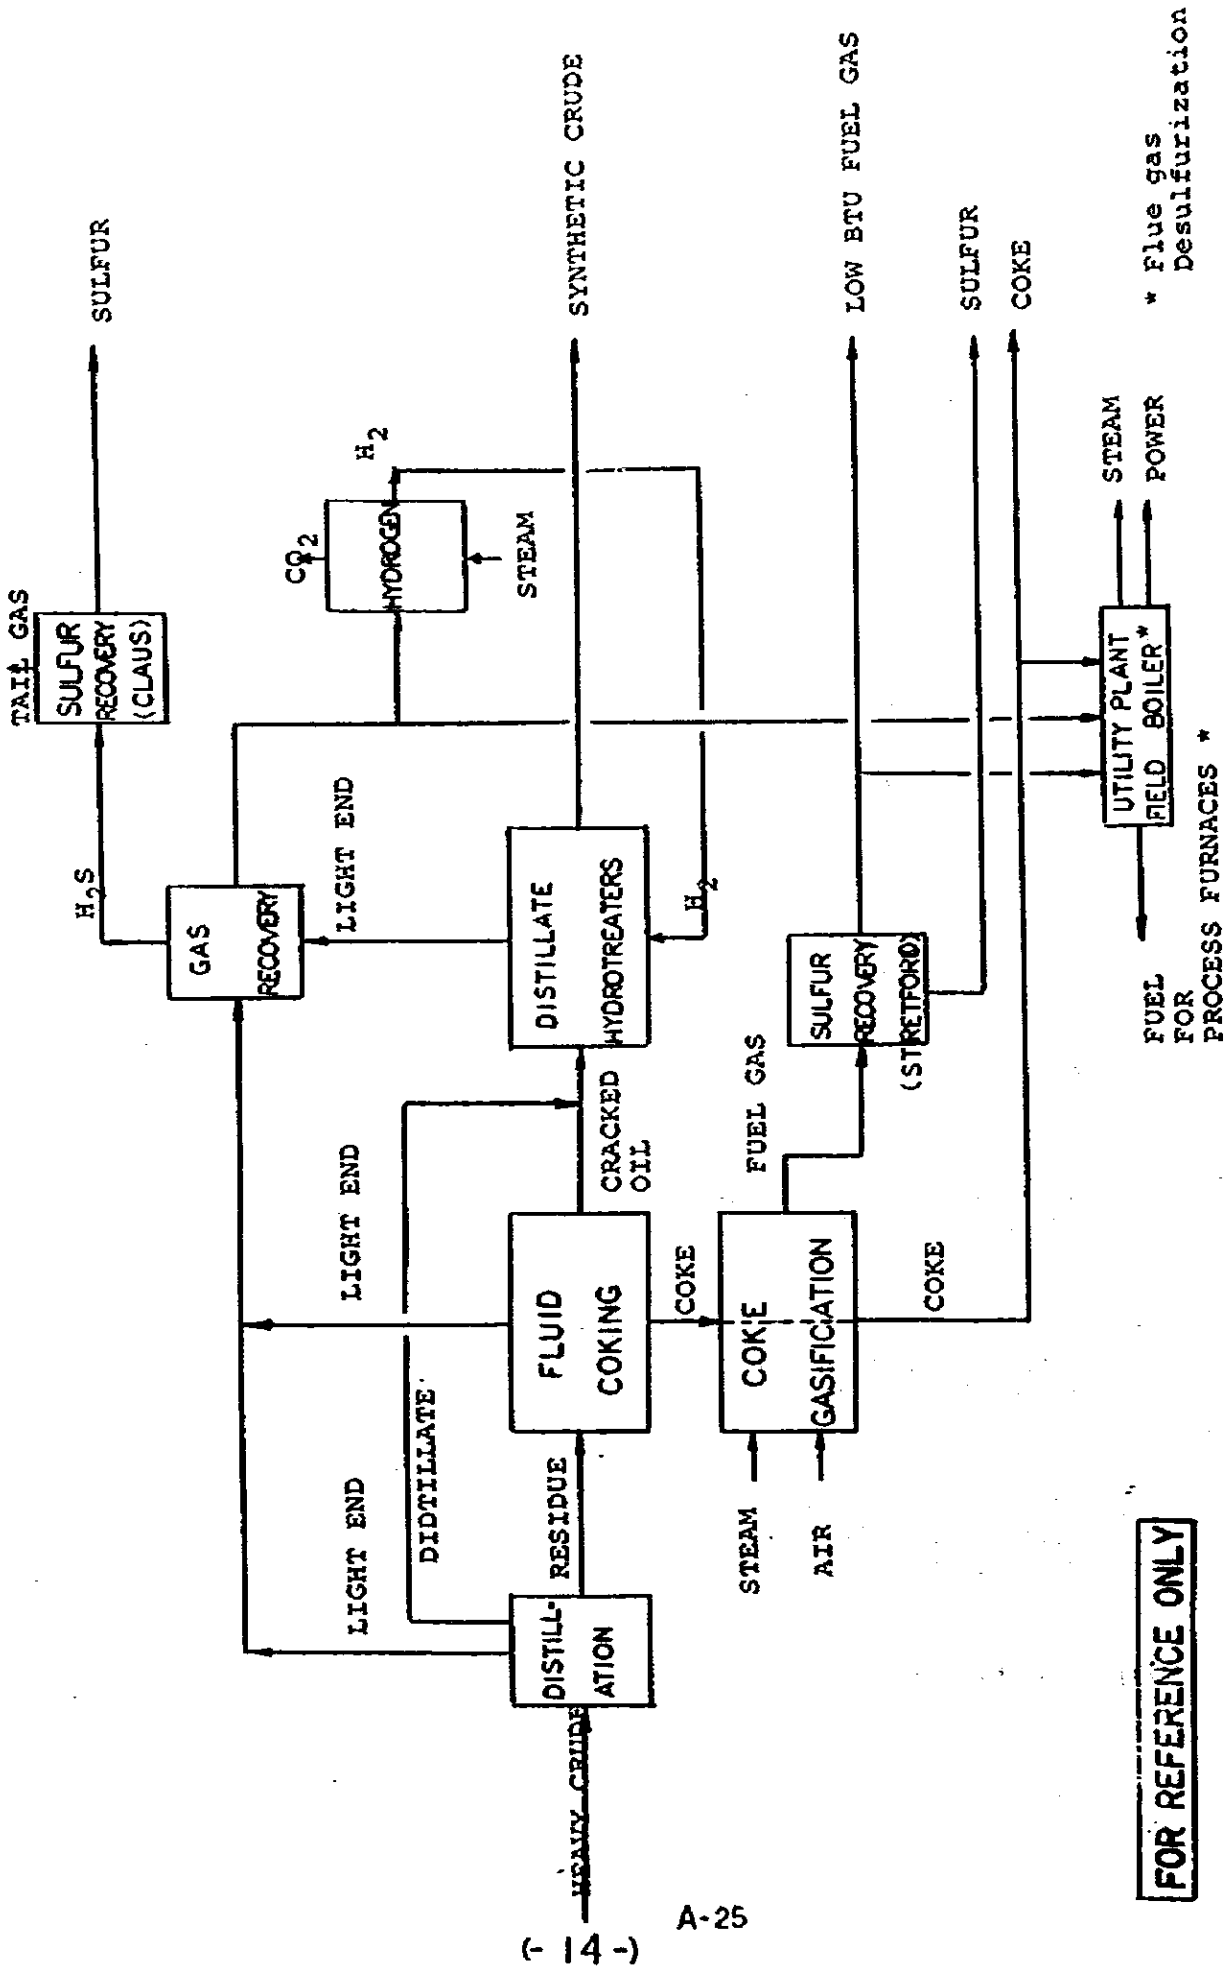 TAIL GAS
SULFUR
RECOVERY
(CLAUS)
SULFUR
H2S
GAS
RECOVERY
CO2
HYDROGEN
H2
STEAM
LIGHT END
LIGHT END
LIGHT END
DIDTILLATE
HEAVY CRUDE
DISTILL-
ATION
RESIDUE
FLUID
COKING
CRACKED
OIL
DISTILLATE
HYDROTREATERS
H2
SYNTHETIC CRUDE
STEAM
AIR
COKE
COKE
GASIFICIATION
COKE
FUEL GAS
SULFUR
RECOVERY
(STRETFORD)
LOW BTU FUEL GAS
SULFUR
COKE
UTILITY PLANT
FIELD BOILER*
STEAM
POWER
FUEL
FOR
PROCESS FURNACES *
* Flue gas
Desulfurization
FOR REFERENCE ONLY
A-25
(- 14 -)